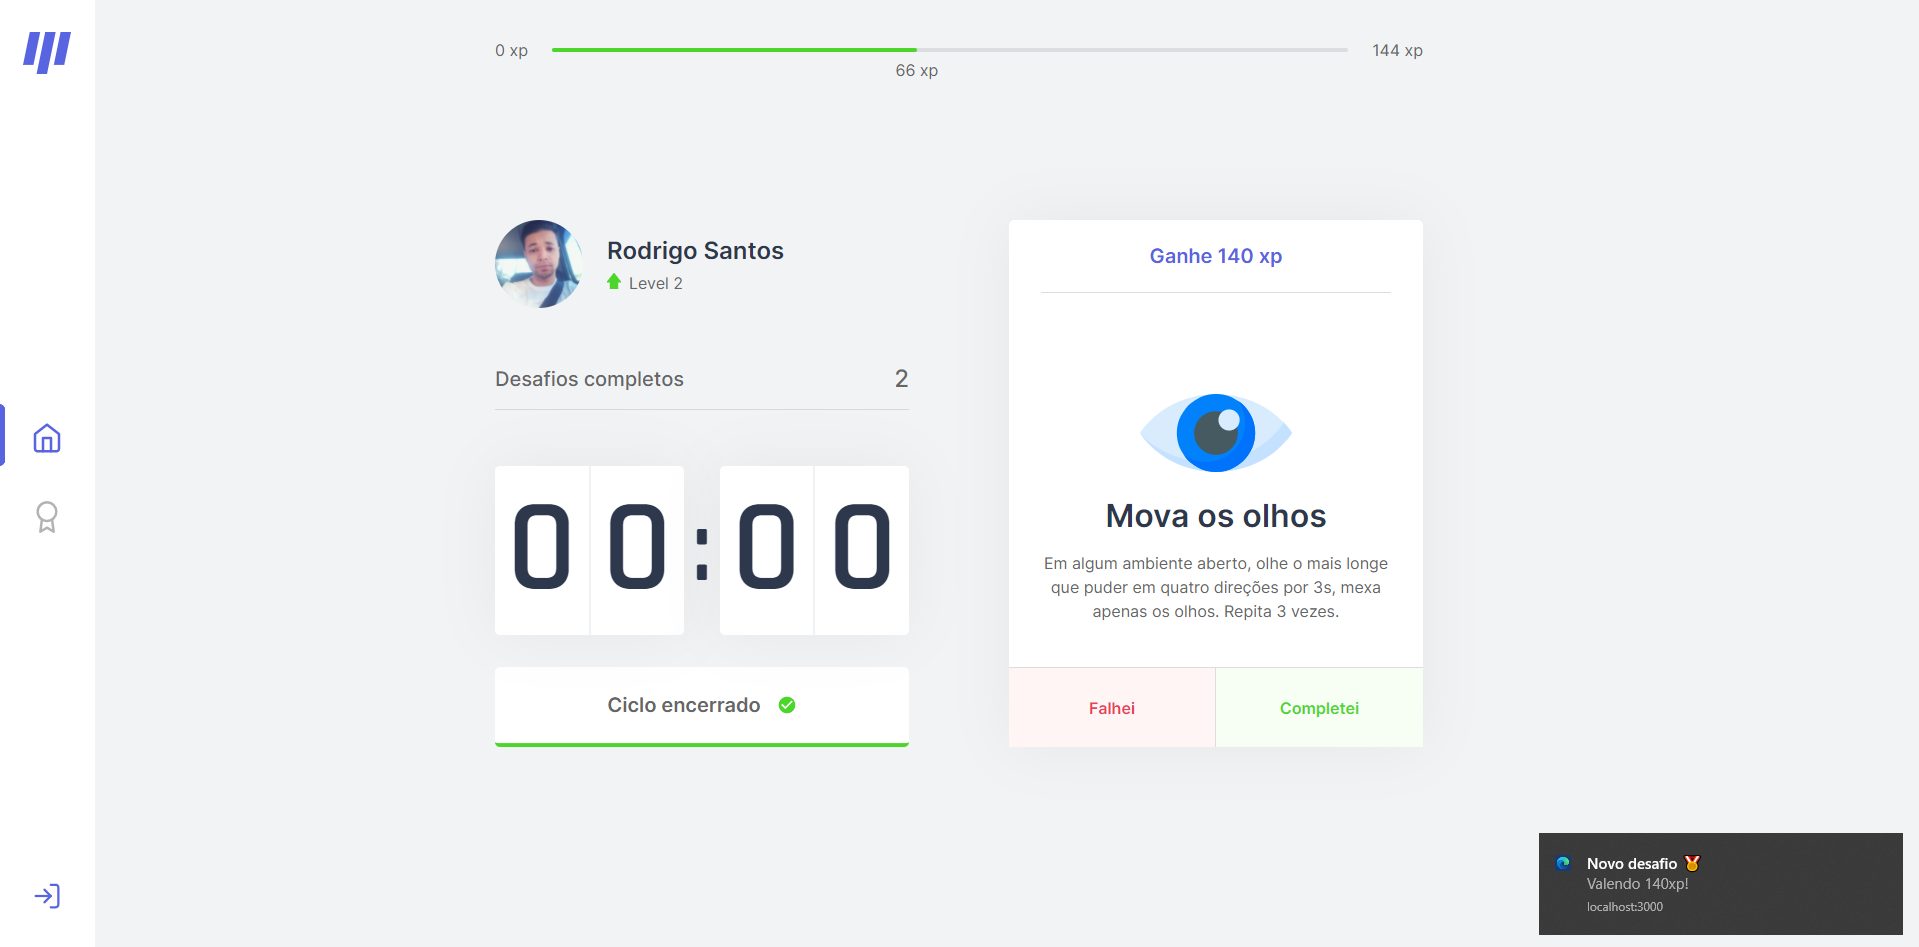 0 xp
66 xp
144 xp
Rodrigo Santos
Level 2
Desafios completos
2
00:00
Ciclo encerrado
Ganhe 140 xp
Mova os olhos
Em algum ambiente aberto, olhe o mais longe
que puder em quatro direções por 3s, mexa
apenas os olhos. Repita 3 vezes.
Falhei
Completei
Novo desafio 🏅
Valendo 140xp!
localhost:3000